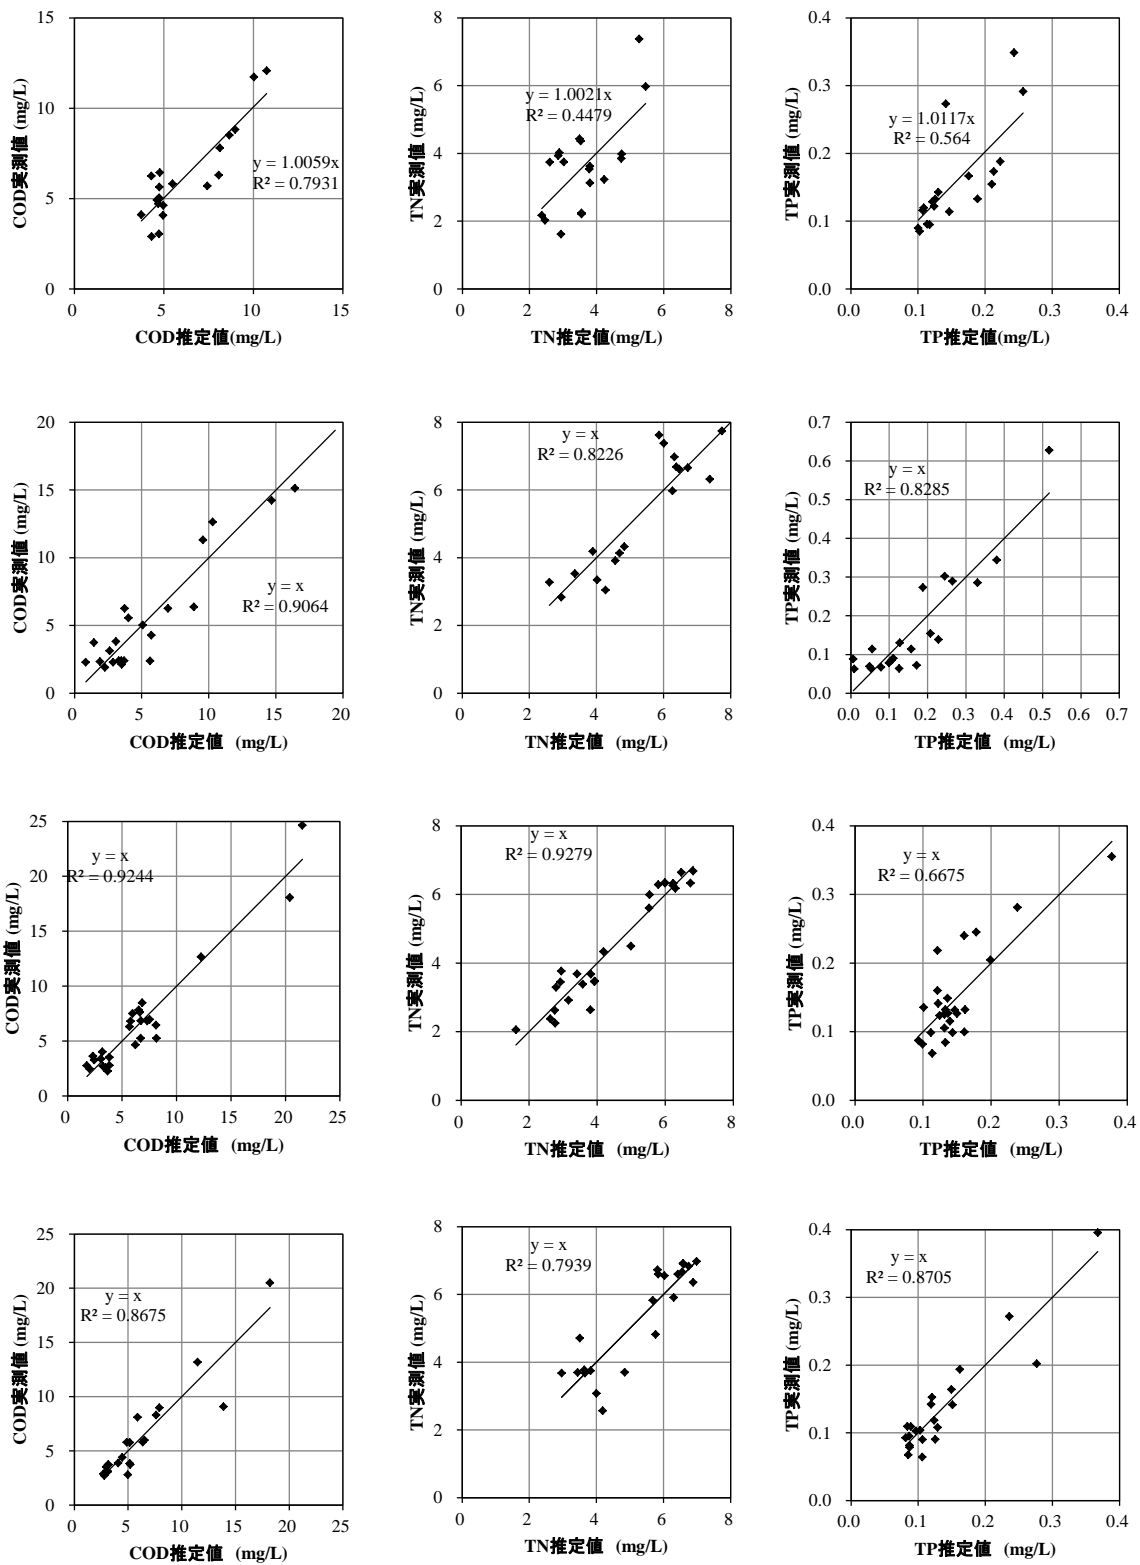 15
10
5
0
COD実測値 (mg/L)
y = 1.0059x
R² = 0.7931
0 5 10 15
COD推定値(mg/L)
8
6
4
2
0
TN実測値 (mg/L)
y = 1.0021x
R² = 0.4479
0 2 4 6 8
TN推定値(mg/L)
0.4
0.3
0.2
0.1
0.0
TP実測値 (mg/L)
y = 1.0117x
R² = 0.564
0.0 0.1 0.2 0.3 0.4
TP推定値(mg/L)
20
15
10
5
0
COD実測値 (mg/L)
y = x
R² = 0.9064
0 5 10 15 20
COD推定値 (mg/L)
8
6
4
2
0
TN実測値 (mg/L)
y = x
R² = 0.8226
0 2 4 6 8
TN推定値 (mg/L)
0.7
0.6
0.5
0.4
0.3
0.2
0.1
0.0
TP実測値 (mg/L)
y = x
R² = 0.8285
0.0 0.1 0.2 0.3 0.4 0.5 0.6 0.7
TP推定値 (mg/L)
25
20
15
10
5
0
COD実測値 (mg/L)
y = x
R² = 0.9244
0 5 10 15 20 25
COD推定値 (mg/L)
8
6
4
2
0
TN実測値 (mg/L)
y = x
R² = 0.9279
0 2 4 6 8
TN推定値 (mg/L)
0.4
0.3
0.2
0.1
0.0
TP実測値 (mg/L)
y = x
R² = 0.6675
0.0 0.1 0.2 0.3 0.4
TP推定値 (mg/L)
25
20
15
10
5
0
COD実測値 (mg/L)
y = x
R² = 0.8675
0 5 10 15 20 25
COD推定値 (mg/L)
8
6
4
2
0
TN実測値 (mg/L)
y = x
R² = 0.7939
0 2 4 6 8
TN推定値 (mg/L)
0.4
0.3
0.2
0.1
0.0
TP実測値 (mg/L)
y = x
R² = 0.8705
0.0 0.1 0.2 0.3 0.4
TP推定値 (mg/L)